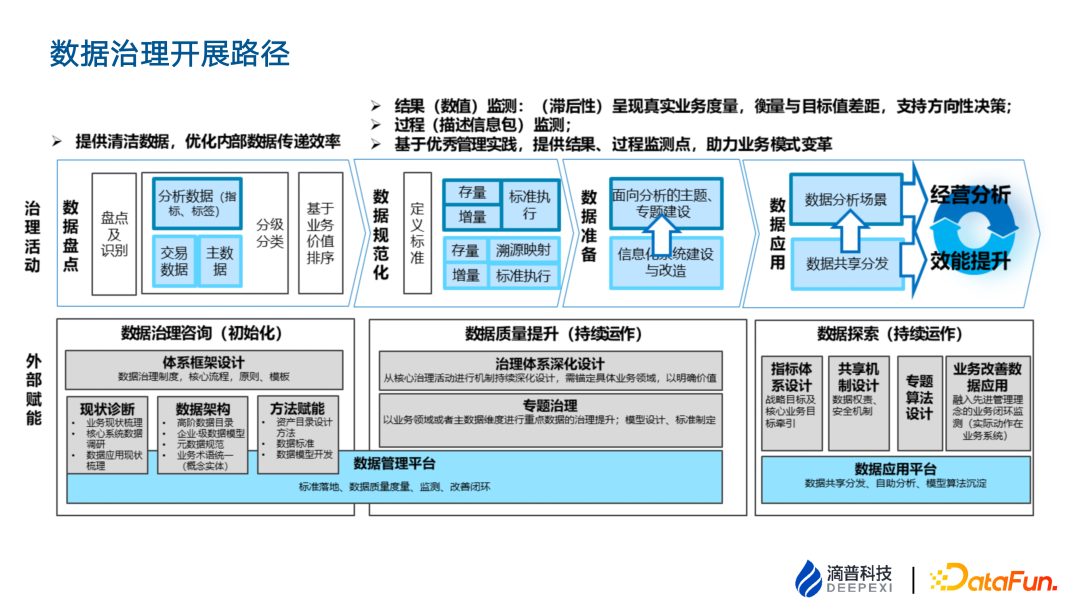 数据治理开展路径
➢ 提供清洁数据，优化内部数据传递效率
➢ 结果（数值）监测：（滞后性）呈现真实业务度量，衡量与目标值差距，支持方向性决策；
➢ 过程（描述信息包）监测；
➢ 基于优秀管理实践，提供结果、过程监测点，助力业务模式变革
治理活动
数据盘点
盘点
及
识别
分析数据（指
标、标签）
交易
数据
主数
据
分级
分类
基于
业务
价值
排序
数据规范化
定义标准
存量
增量
标准执
行
存量
溯源映射
增量
标准执行
数据准备
面向分析的主题、
专题建设
信息化系统建设
与改造
数据应用
数据分析场景
数据共享分发
经营分析
效能提升
外部赋能
数据治理咨询（初始化）
体系框架设计
数据治理制度，核心流程，原则、模板
现状诊断
• 业务现状梳理
• 核心系统数据
调研
• 数据应用现状
梳理
数据架构
• 高阶数据目录
• 企业-级数据模型
• 元数据规范
• 业务术语统一
（概念实体）
方法赋能
• 资产目录设计
方法
• 数据标准
• 数据模型开发
数据质量提升（持续运作）
治理体系深化设计
从核心治理活动进行机制持续深化设计，需锚定具体业务领域，以明确价值
专题治理
以业务领域或者主数据维度进行重点数据的治理提升；模型设计、标准制定
数据管理平台
标准落地、数据质量度量、监测、改善闭环
数据探索（持续运作）
指标体
系设计
战略目标及
核心业务目
标牵引
共享机
制设计
数据权责、
安全机制
专题
算法
设计
业务改善数
据应用
融入先进管理理
念的业务闭环监
测（实际动作在
业务系统）
数据应用平台
数据共享分发、自助分析、模型算法沉淀
滴普科技
DEEPEXI
DataFun.